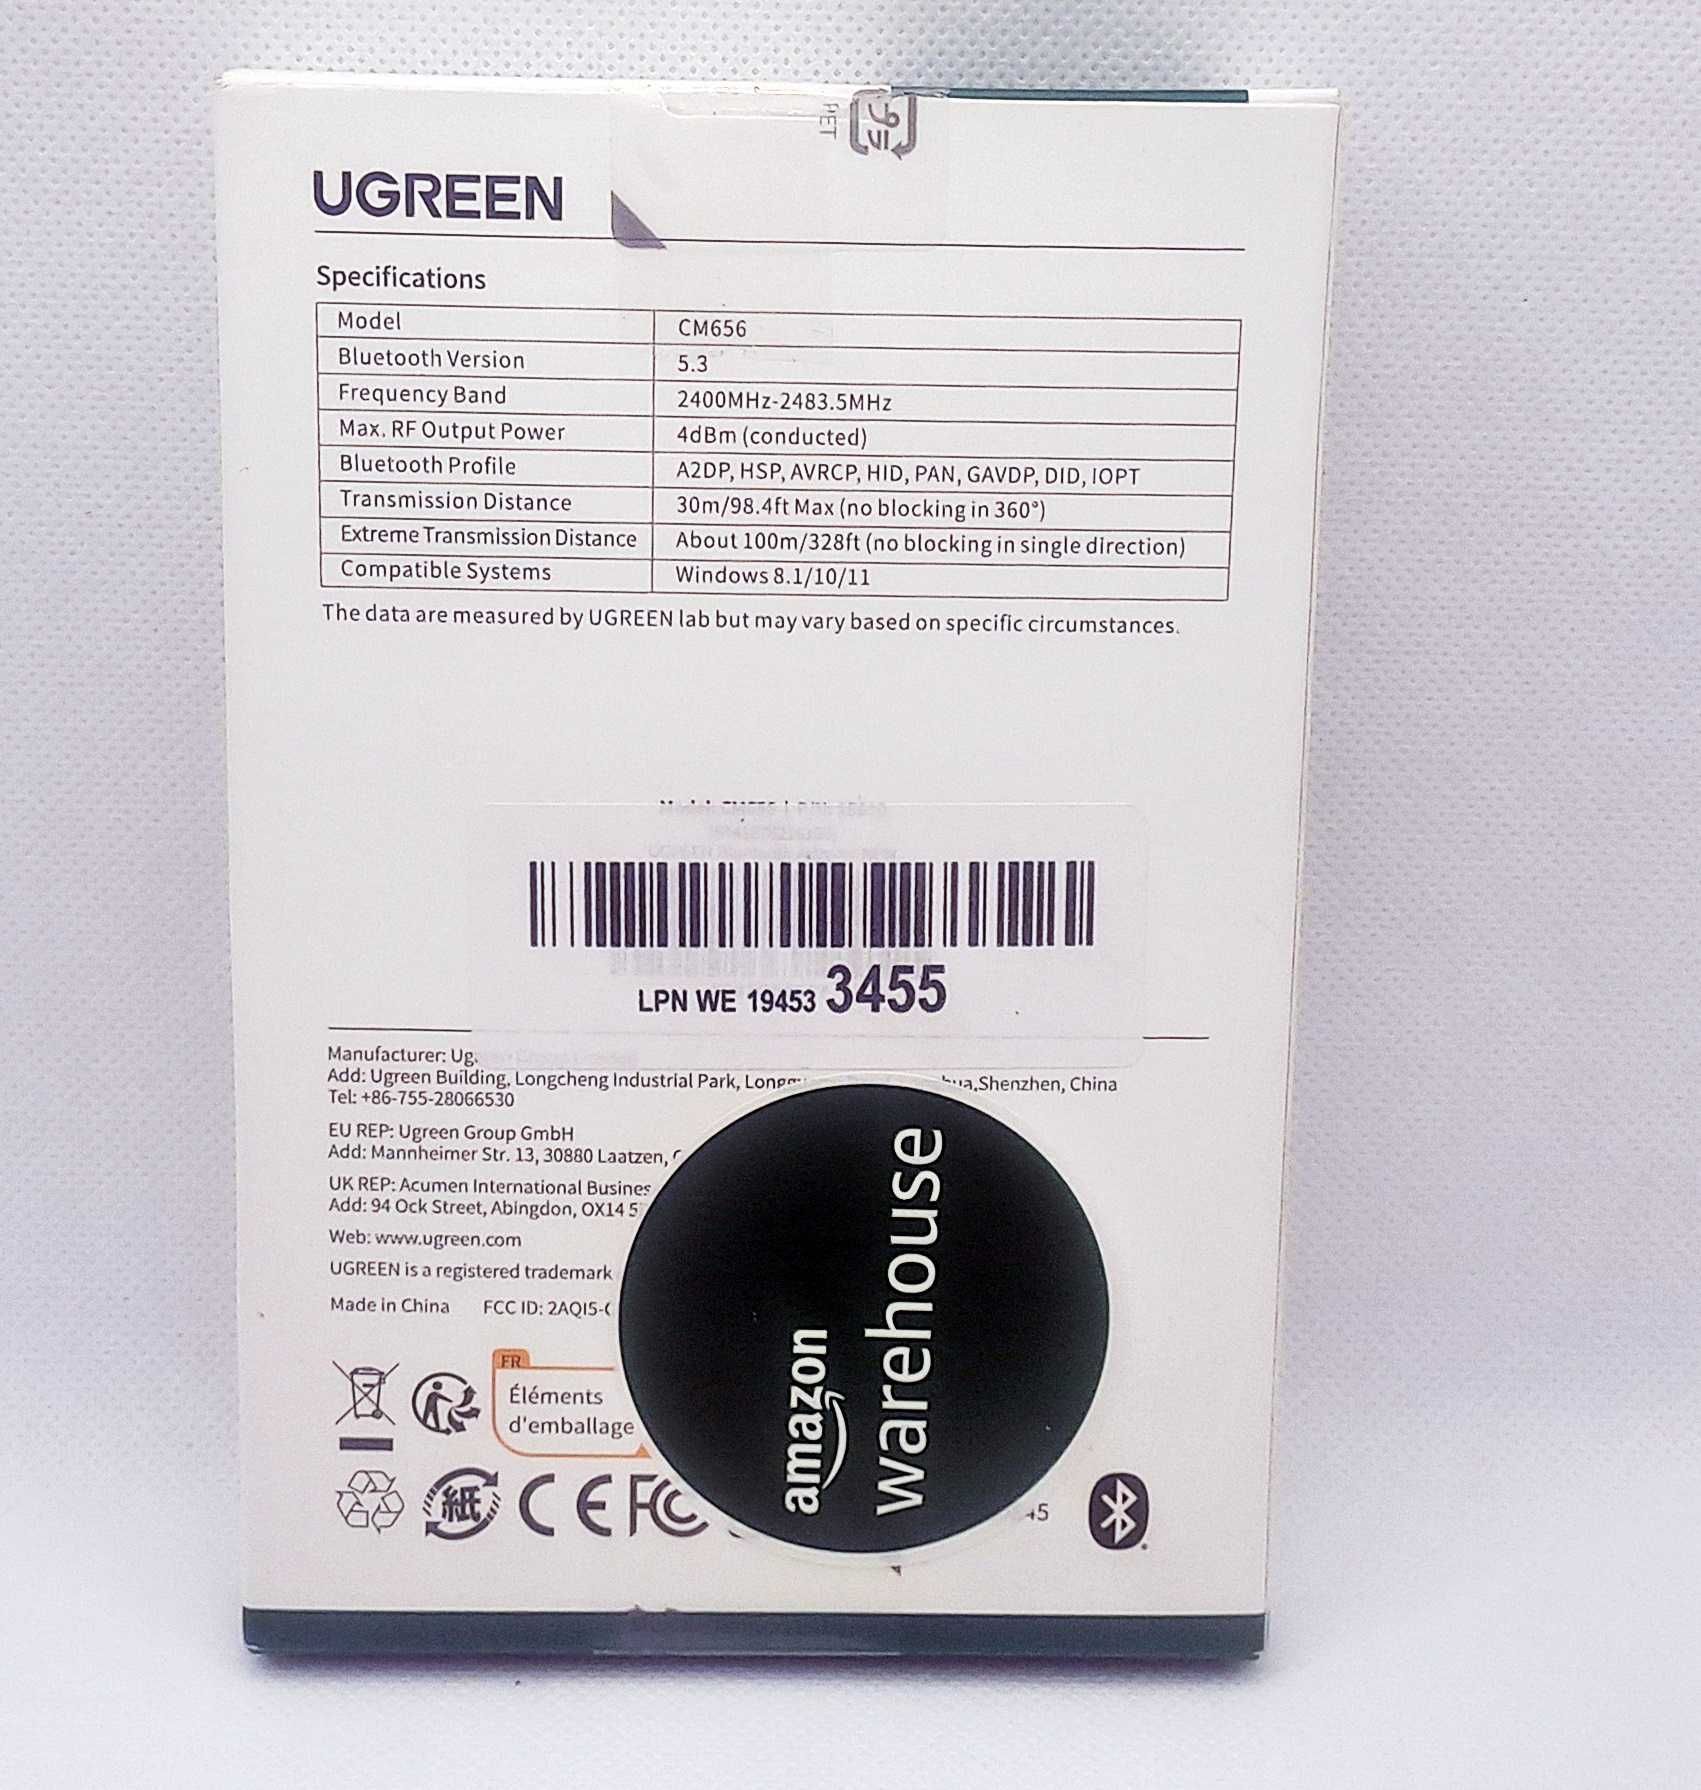 PET
UGREEN
Specifications
Model CM656
Bluetooth Version 5.3
Frequency Band 2400MHz-2483.5MHz
Max. RF Output Power 4dBm (conducted)
Bluetooth Profile A2DP, HSP, AVRCP, HID, PAN, GAVDP, DID, IOPT
Transmission Distance 30m/98.4ft Max (no blocking in 360°)
Extreme Transmission Distance About 100m/328ft (no blocking in single direction)
Compatible Systems Windows 8.1/10/11
The data are measured by UGREEN lab but may vary based on specific circumstances.
LPN WE 19453 3455
Manufacturer:
Add: Ugreen Building, Longcheng Industrial Park, Shenzhen, China
Tel: +86-755-28066530
EU REP: Ugreen Group GmbH
Add: Mannheimer Str. 13, 30880 Laatzen,
UK REP: Acumen International
Add: 94 Ock Street, Abingdon, OX14
Web: www.ugreen.com
UGREEN is a registered trademark
Made in China FCC ID:
FR
Éléments
d'emballage
紙 CE FC
amazon
warehouse